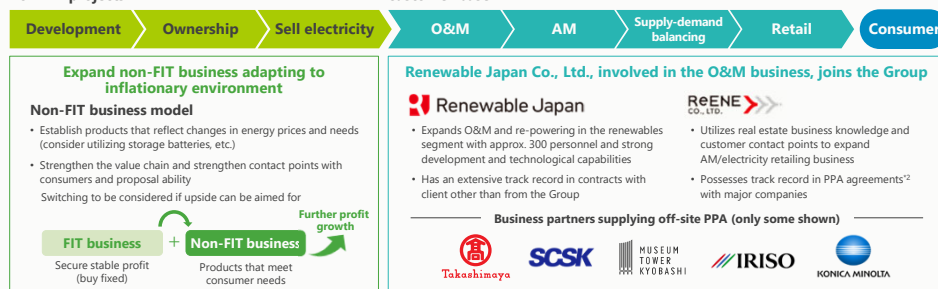 Development
Ownership
Sell electricity
O&M
AM
Supply-demand
balancing
Retail
Consumer
Expand non-FIT business adapting to
inflationary environment
Non-FIT business model
• Establish products that reflect changes in energy prices and needs
(consider utilizing storage batteries, etc.)
• Strengthen the value chain and strengthen contact points with
consumers and proposal ability
Switching to be considered if upside can be aimed for
Further profit
growth
FIT business
+
Non-FIT business
Secure stable profit
(buy fixed)
Products that meet
consumer needs
Renewable Japan Co., Ltd., involved in the O&M business, joins the Group
Renewable Japan
• Expands O&M and re-powering in the renewables
segment with approx. 300 personnel and strong
development and technological capabilities
• Has an extensive track record in contracts with
client other than from the Group
ReENE
CO., LTD.
• Utilizes real estate business knowledge and
customer contact points to expand
AM/electricity retailing business
• Possesses track record in PPA agreements*2
with major companies
Business partners supplying off-site PPA (only some shown)
髙
Takashimaya
SCSK
MUSEUM
TOWER
KYOBASHI
IRISO
KONICA MINOLTA